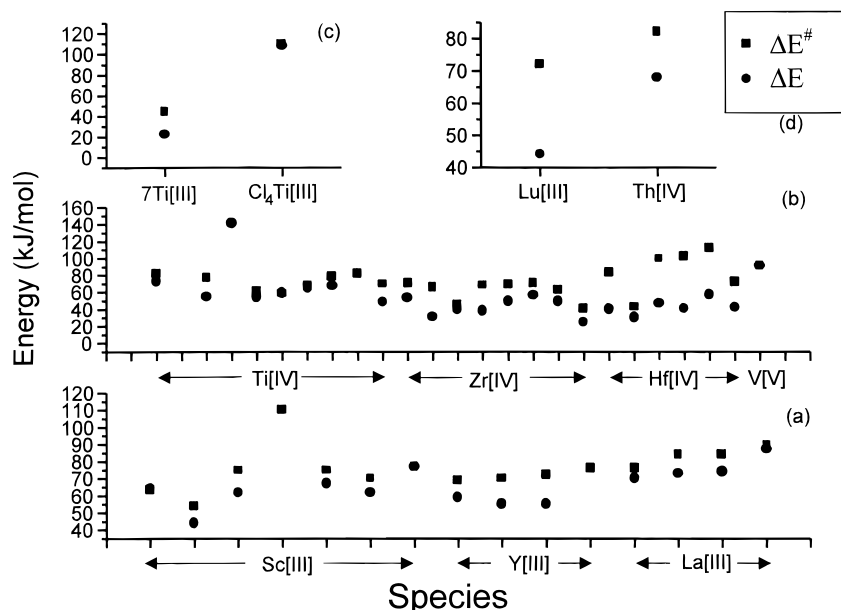 120
100
80
60
40
20
0
(c)
7Ti[III]
Cl4Ti[III]
80
70
60
50
40
Lu[III]
Th[IV]
ΔE#
ΔE
(d)
Energy (kJ/mol)
160
140
120
100
80
60
40
20
0
(b)
Ti[IV]
Zr[IV]
Hf[IV]
V[V]
120
110
100
90
80
70
60
50
40
(a)
Sc[III]
Y[III]
La[III]
Species